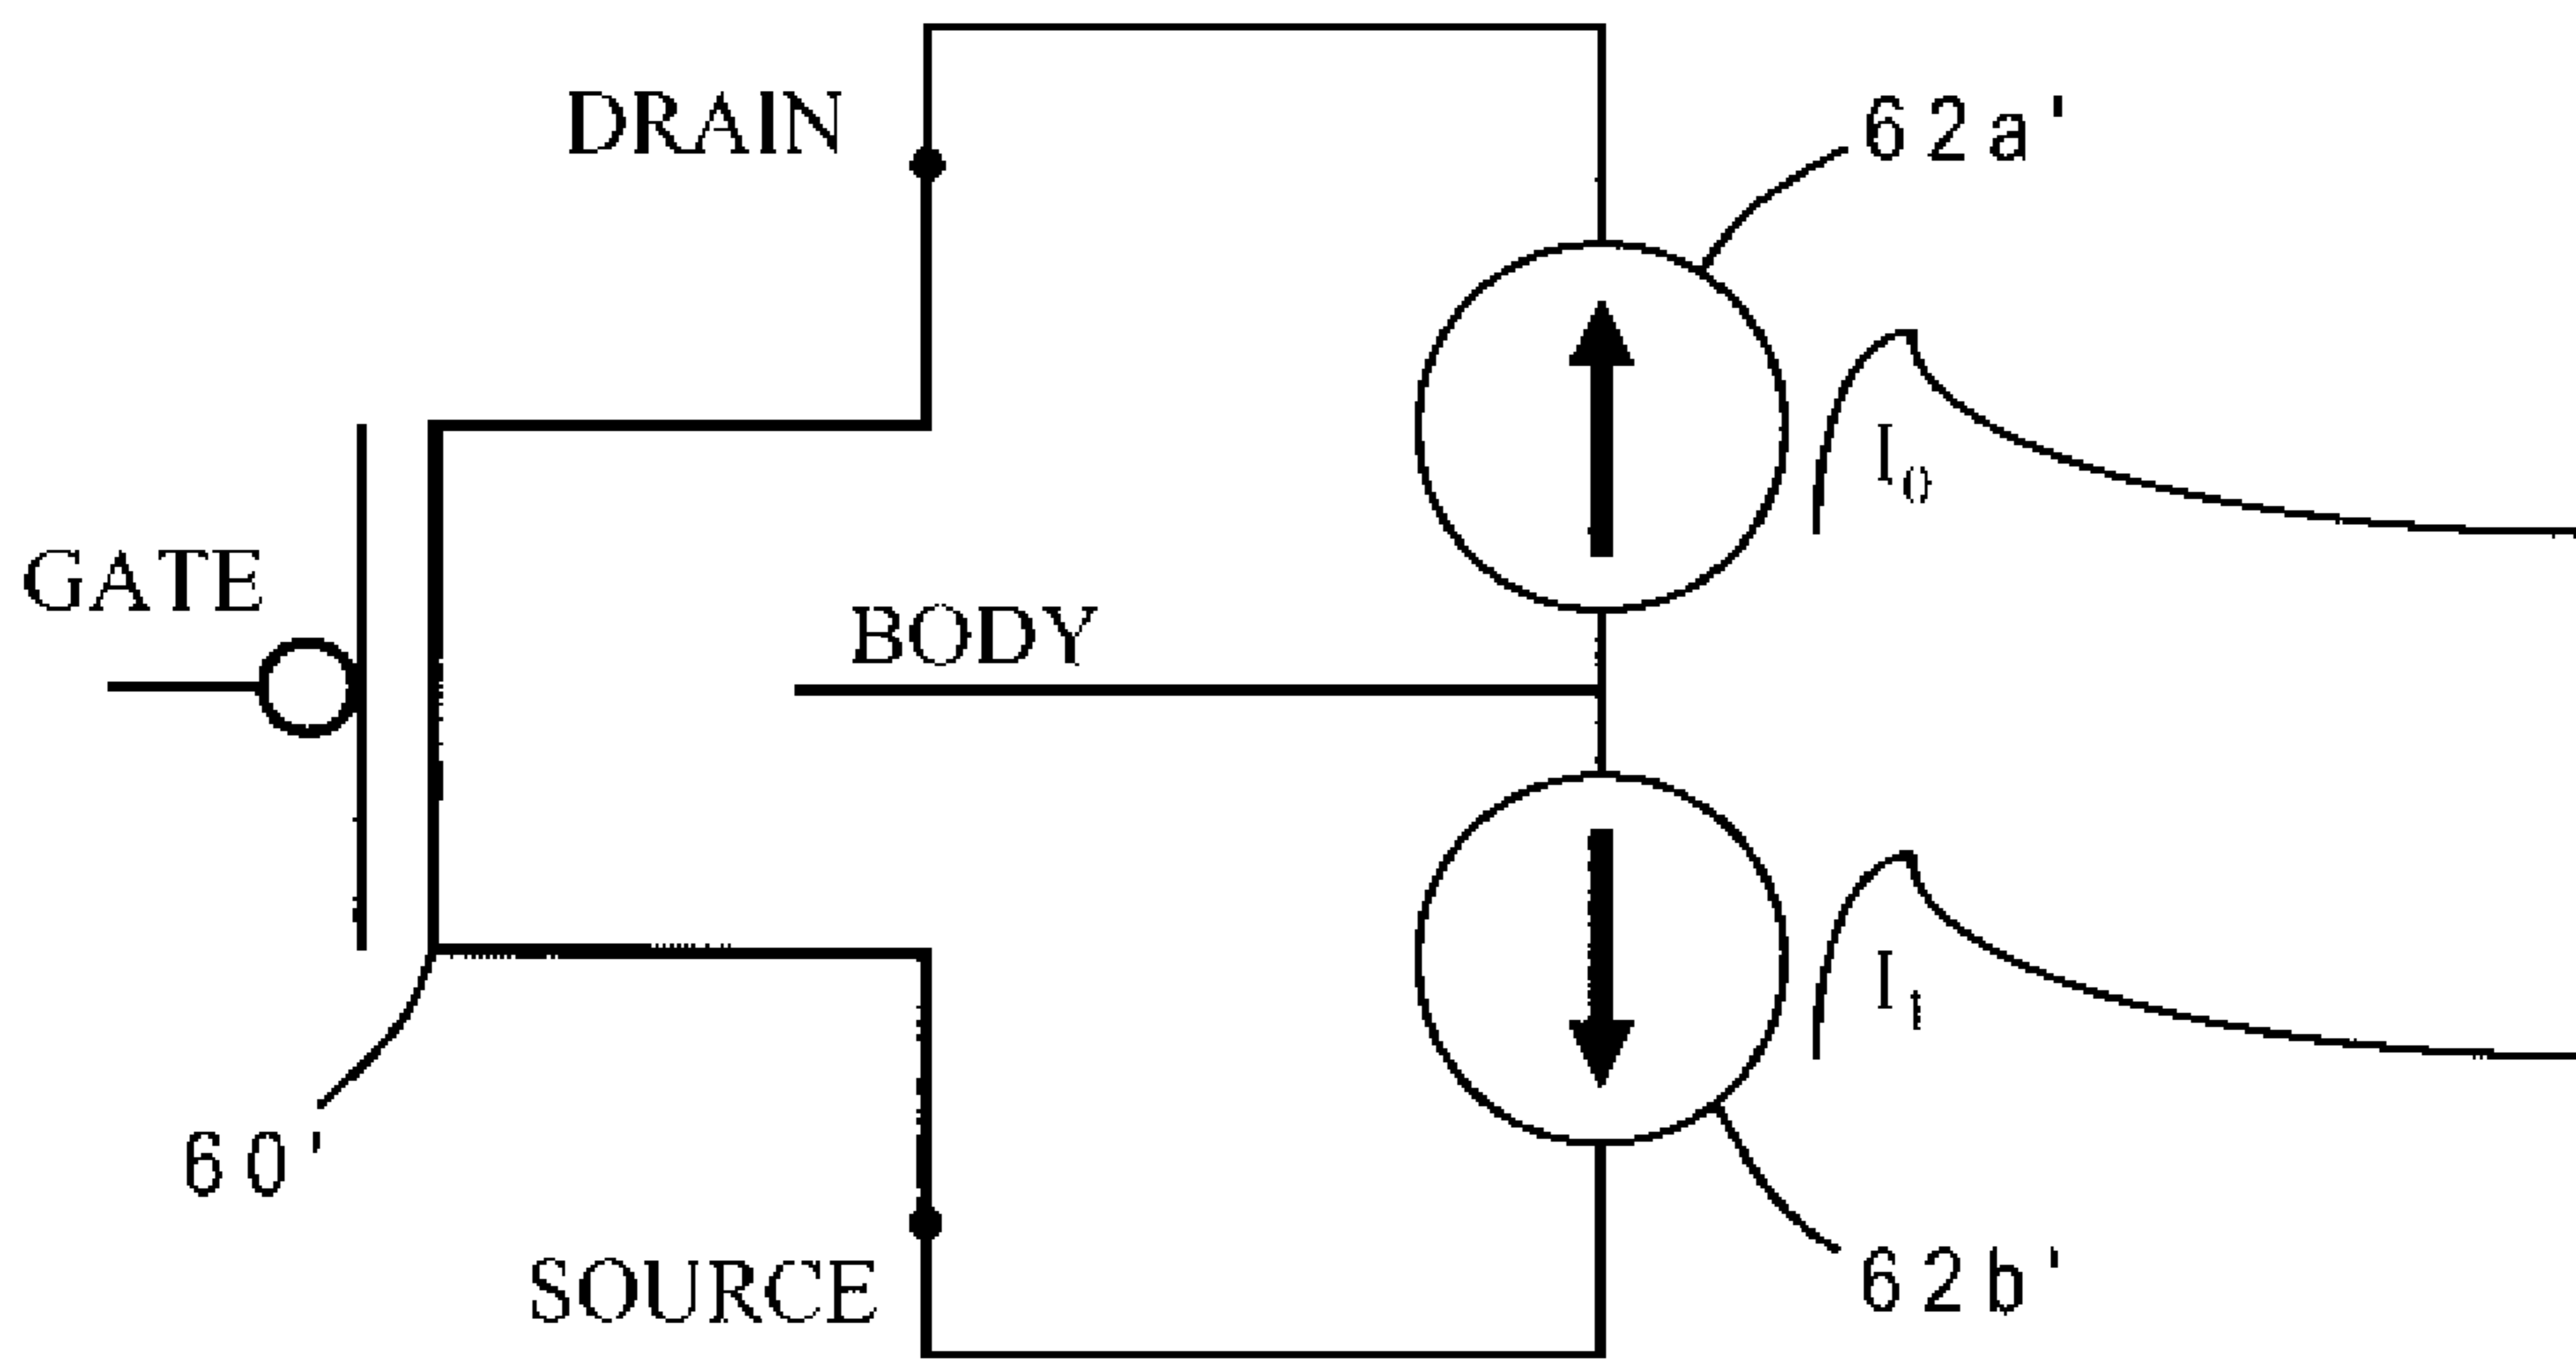 DRAIN
62a'
I₀
GATE
BODY
I₁
60'
SOURCE
62b'